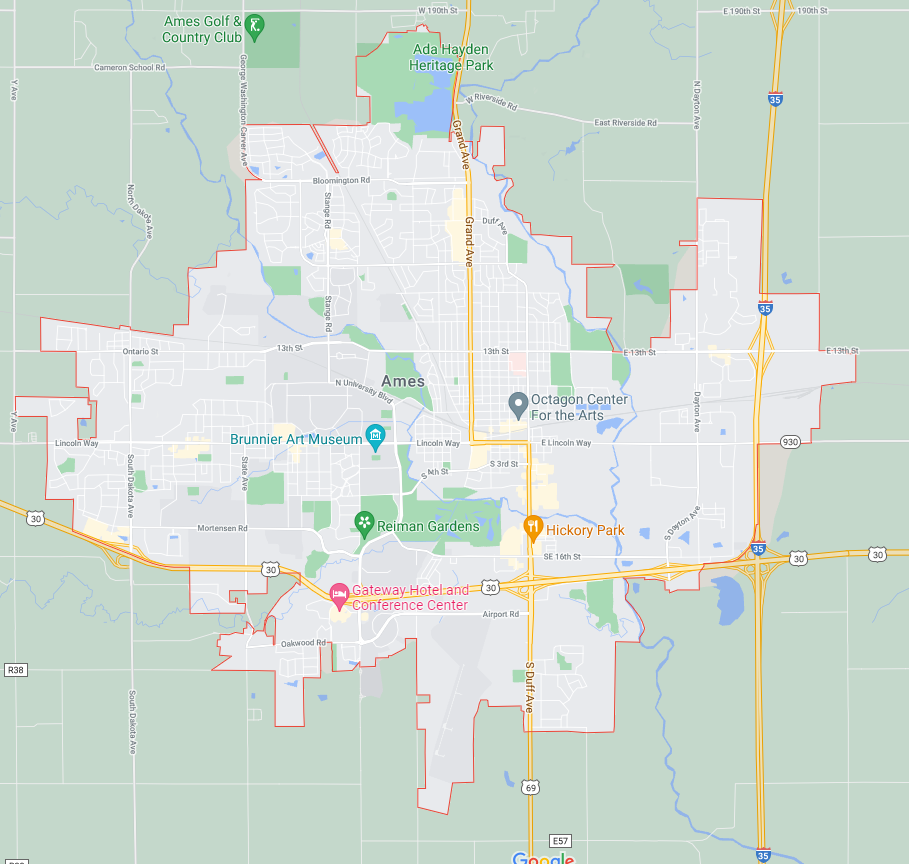 W 190th St
E 190th St
190th St
Ames Golf &
Country Club
Ada Hayden
Heritage Park
Cameron School Rd
George Washington Carver Ave
Y Ave
N Dayton Ave
35
W Riverside Rd
East Riverside Rd
Grand Ave
Bloomington Rd
North Dakota Ave
Stange Rd
Duff Ave
Grand Ave
Stange Rd
35
Ontario St
13th St
13th St
E 13th St
E 13th St
Ames
N University Blvd
Octagon Center
For the Arts
Dayton Ave
Y Ave
Brunnier Art Museum
Lincoln Way
Lincoln Way
E Lincoln Way
930
South Dakota Ave
State Ave
S 3rd St
S 4th St
30
Mortensen Rd
Reiman Gardens
Hickory Park
S Dayton Ave
35
SE 16th St
30
30
30
30
Gateway Hotel and
Conference Center
Airport Rd
Oakwood Rd
R38
South Dakota Ave
S Duff Ave
69
E57
35
Google